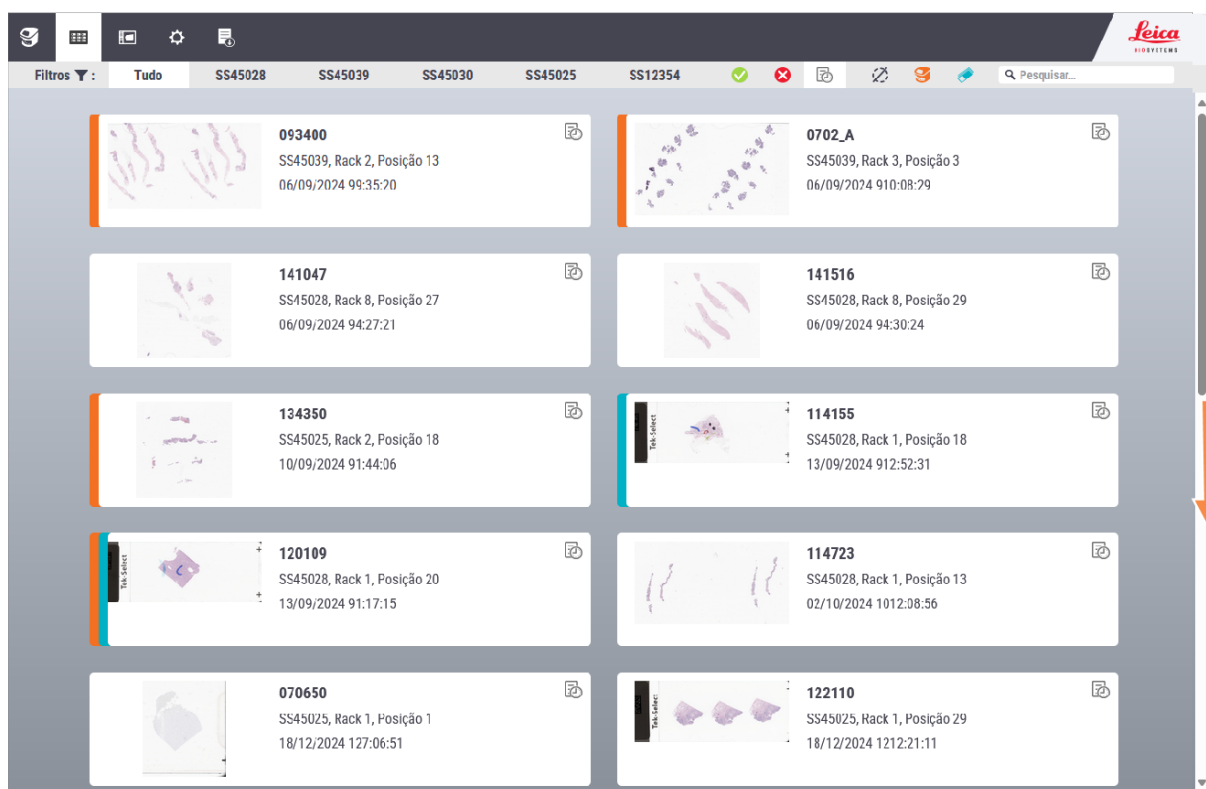 Leica
BIOSYSTEMS
Filtros :
Tudo
SS45028
SS45039
SS45030
SS45025
SS12354
Pesquisar...
093400
SS45039, Rack 2, Posição 13
06/09/2024 99:35:20
0702_A
SS45039, Rack 3, Posição 3
06/09/2024 910:08:29
141047
SS45028, Rack 8, Posição 27
06/09/2024 94:27:21
141516
SS45028, Rack 8, Posição 29
06/09/2024 94:30:24
134350
SS45025, Rack 2, Posição 18
10/09/2024 91:44:06
Tek-Select
114155
SS45028, Rack 1, Posição 18
13/09/2024 912:52:31
Tek-Select
120109
SS45028, Rack 1, Posição 20
13/09/2024 91:17:15
114723
SS45028, Rack 1, Posição 13
02/10/2024 1012:08:56
070650
SS45025, Rack 1, Posição 1
18/12/2024 127:06:51
Tek-Select
122110
SS45025, Rack 1, Posição 29
18/12/2024 1212:21:11